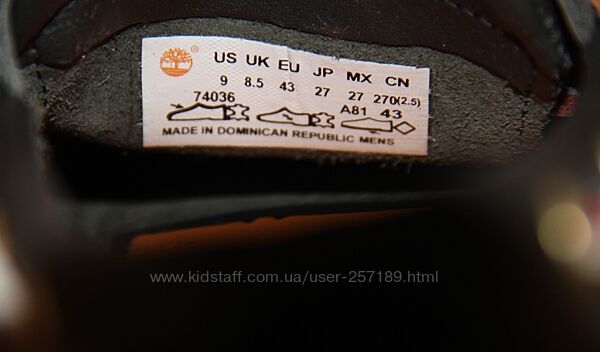 US UK EU JP MX CN
9 8.5 43 27 27 270(2.5)
74036 A81 43
MADE IN DOMINICAN REPUBLIC MENS
www.kidstaff.com.ua/user-257189.html